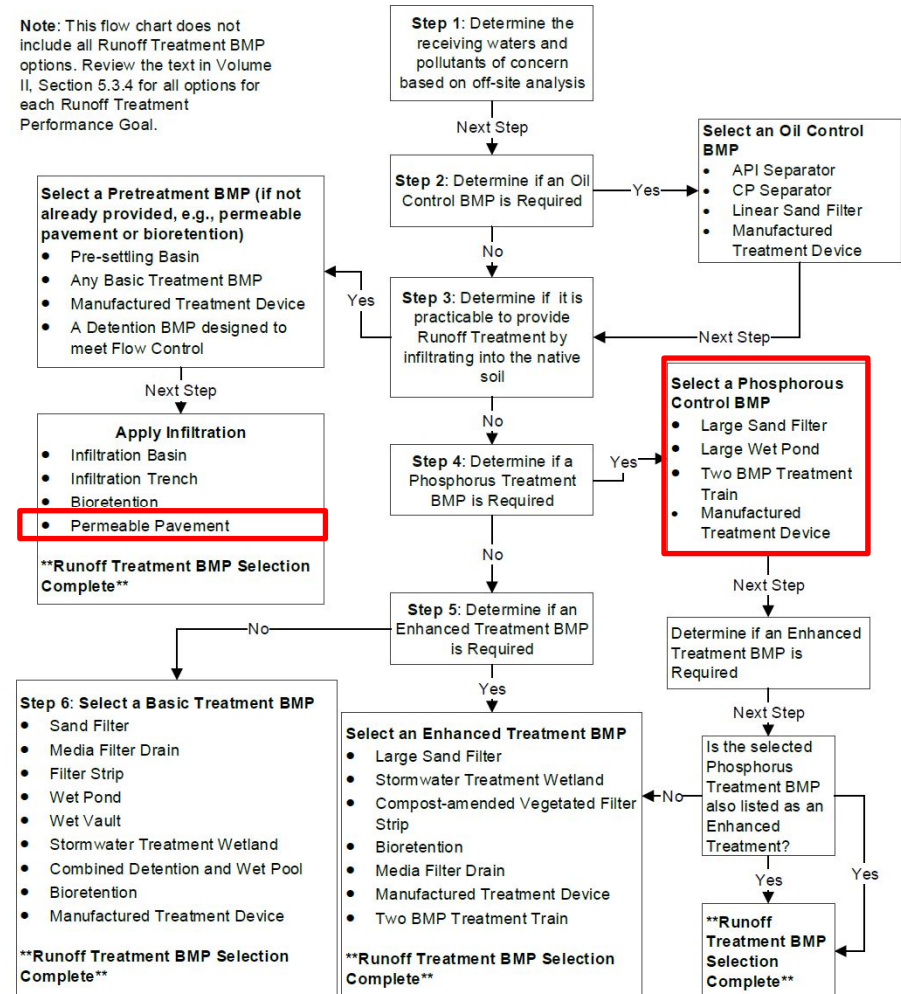 Note: This flow chart does not
include all Runoff Treatment BMP
options. Review the text in Volume
II, Section 5.3.4 for all options for
each Runoff Treatment
Performance Goal.
Step 1: Determine the
receiving waters and
pollutants of concern
based on off-site analysis
Next Step
Step 2: Determine if an Oil
Control BMP is Required
Yes
Select an Oil Control
BMP
• API Separator
• CP Separator
• Linear Sand Filter
• Manufactured
Treatment Device
Next Step
No
Step 3: Determine if it is
practicable to provide
Runoff Treatment by
infiltrating into the native
soil
Yes
Select a Pretreatment BMP (if not
already provided, e.g., permeable
pavement or bioretention)
• Pre-settling Basin
• Any Basic Treatment BMP
• Manufactured Treatment Device
• A Detention BMP designed to
meet Flow Control
Next Step
Apply Infiltration
• Infiltration Basin
• Infiltration Trench
• Bioretention
• Permeable Pavement
**Runoff Treatment BMP Selection
Complete**
No
Step 4: Determine if a
Phosphorus Treatment
BMP is Required
Yes
Select a Phosphorous
Control BMP
• Large Sand Filter
• Large Wet Pond
• Two BMP Treatment
Train
• Manufactured
Treatment Device
Next Step
Determine if an Enhanced
Treatment BMP is
Required
Next Step
Is the selected
Phosphorus
Treatment BMP
also listed as an
Enhanced
Treatment?
No
Yes
Yes
**Runoff
Treatment BMP
Selection
Complete**
No
Step 5: Determine if an
Enhanced Treatment BMP
is Required
No
Yes
Step 6: Select a Basic Treatment BMP
• Sand Filter
• Media Filter Drain
• Filter Strip
• Wet Pond
• Wet Vault
• Stormwater Treatment Wetland
• Combined Detention and Wet Pool
• Bioretention
• Manufactured Treatment Device
**Runoff Treatment BMP Selection
Complete**
Select an Enhanced Treatment BMP
• Large Sand Filter
• Stormwater Treatment Wetland
• Compost-amended Vegetated Filter
Strip
• Bioretention
• Media Filter Drain
• Manufactured Treatment Device
• Two BMP Treatment Train
**Runoff Treatment BMP Selection
Complete**